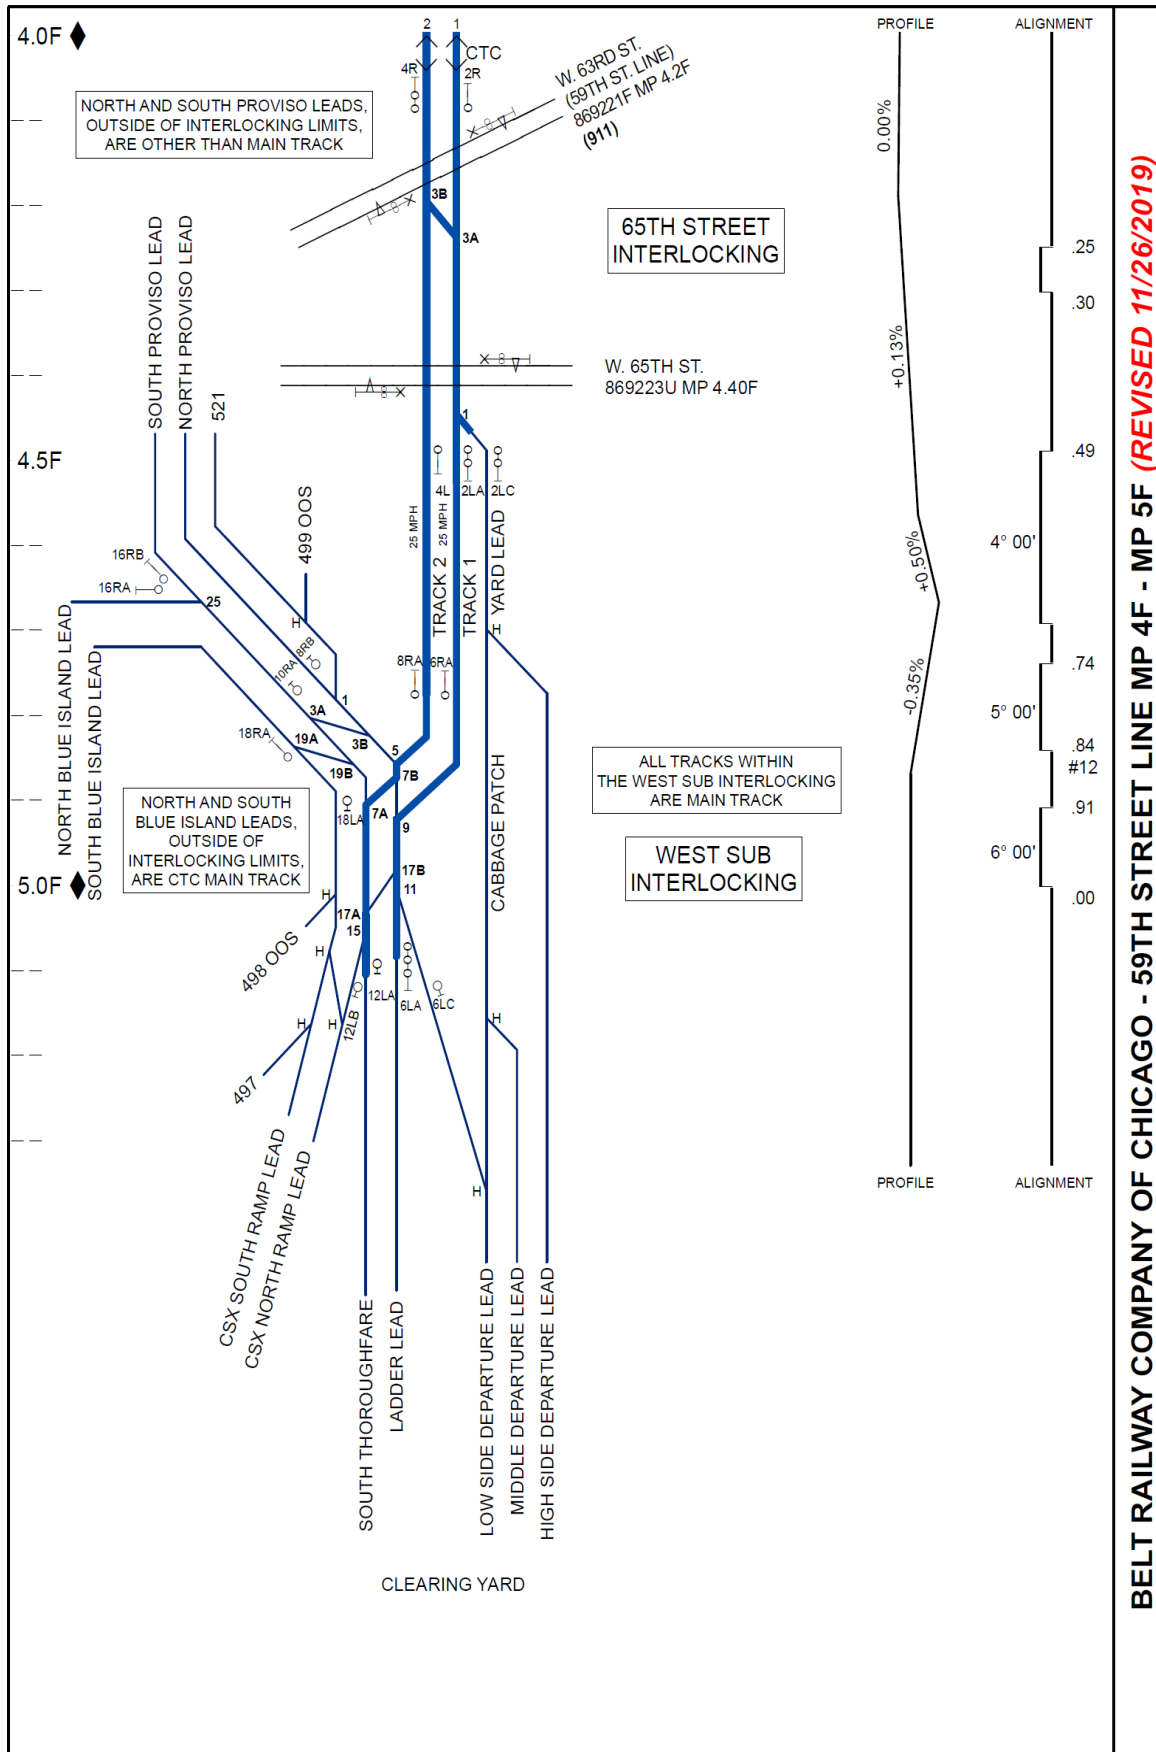 4.0F
2
1
CTC
4R
2R
NORTH AND SOUTH PROVISO LEADS,
OUTSIDE OF INTERLOCKING LIMITS,
ARE OTHER THAN MAIN TRACK
W. 63RD ST.
(59TH ST. LINE)
869221F MP 4.2F
(911)
3B
3A
65TH STREET
INTERLOCKING
SOUTH PROVISO LEAD
NORTH PROVISO LEAD
521
W. 65TH ST.
869223U MP 4.40F
1
4.5F
4L
2LA
2LC
25 MPH
25 MPH
TRACK 2
TRACK 1
YARD LEAD
499 OOS
16RB
16RA
25
H
H
NORTH BLUE ISLAND LEAD
SOUTH BLUE ISLAND LEAD
10RA
8RB
8RA
6RA
1
3A
3B
18RA
19A
19B
5
7B
7A
18LA
9
NORTH AND SOUTH
BLUE ISLAND LEADS,
OUTSIDE OF
INTERLOCKING LIMITS,
ARE CTC MAIN TRACK
ALL TRACKS WITHIN
THE WEST SUB INTERLOCKING
ARE MAIN TRACK
WEST SUB
INTERLOCKING
CABBAGE PATCH
5.0F
17B
11
17A
15
H
498 OOS
H
12LA
12LB
6LA
6LC
H
H
H
497
H
CSX SOUTH RAMP LEAD
CSX NORTH RAMP LEAD
SOUTH THOROUGHFARE
LADDER LEAD
LOW SIDE DEPARTURE LEAD
MIDDLE DEPARTURE LEAD
HIGH SIDE DEPARTURE LEAD
CLEARING YARD
PROFILE
0.00%
+0.13%
+0.50%
-0.35%
PROFILE
ALIGNMENT
.25
.30
.49
4° 00'
.74
5° 00'
.84
#12
.91
6° 00'
.00
ALIGNMENT
BELT RAILWAY COMPANY OF CHICAGO - 59TH STREET LINE MP 4F - MP 5F (REVISED 11/26/2019)